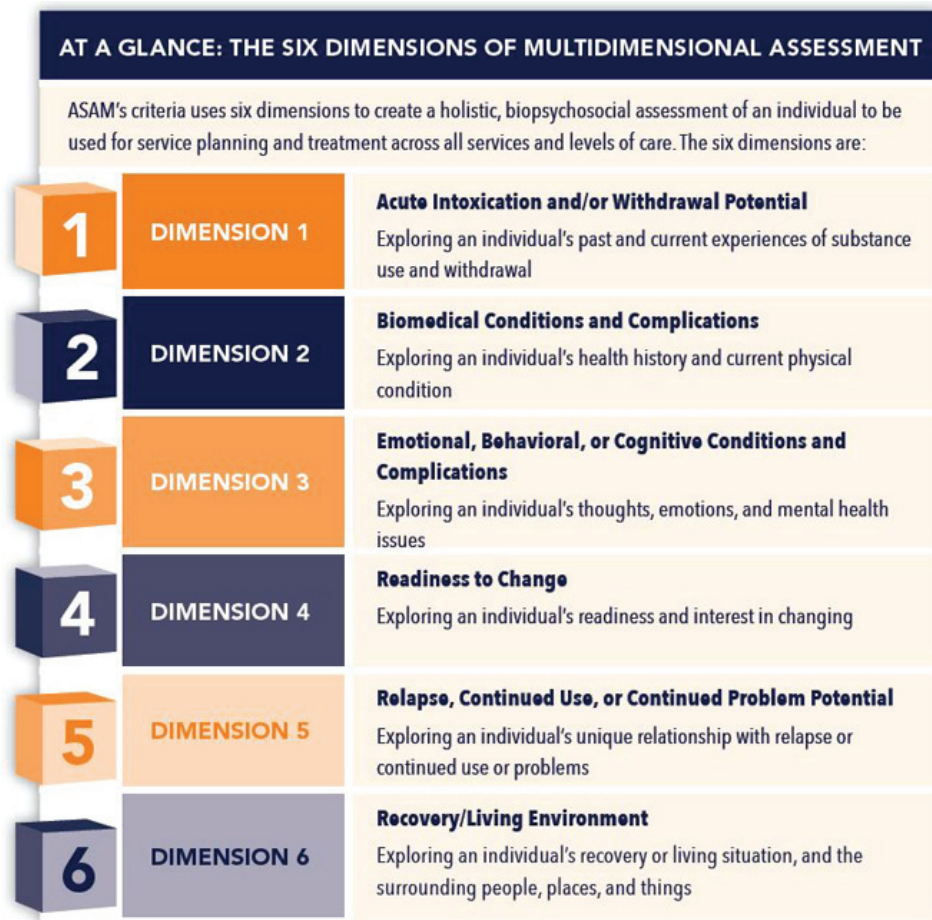 AT A GLANCE: THE SIX DIMENSIONS OF MULTIDIMENSIONAL ASSESSMENT
ASAM's criteria uses six dimensions to create a holistic, biopsychosocial assessment of an individual to be
used for service planning and treatment across all services and levels of care. The six dimensions are:
1
DIMENSION 1
Acute Intoxication and/or Withdrawal Potential
Exploring an individual's past and current experiences of substance
use and withdrawal
2
DIMENSION 2
Biomedical Conditions and Complications
Exploring an individual's health history and current physical
condition
3
DIMENSION 3
Emotional, Behavioral, or Cognitive Conditions and
Complications
Exploring an individual's thoughts, emotions, and mental health
issues
4
DIMENSION 4
Readiness to Change
Exploring an individual's readiness and interest in changing
5
DIMENSION 5
Relapse, Continued Use, or Continued Problem Potential
Exploring an individual's unique relationship with relapse or
continued use or problems
6
DIMENSION 6
Recovery/Living Environment
Exploring an individual's recovery or living situation, and the
surrounding people, places, and things